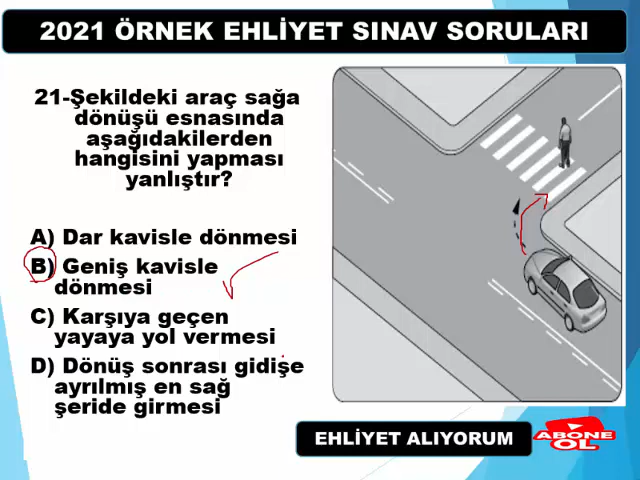 2021 ÖRNEK EHLİYET SINAV SORULARI
21-Şekildeki araç sağa
dönüşü esnasında
aşağıdakilerden
hangisini yapması
yanlıştır?
A) Dar kavisle dönmesi
B) Geniş kavisle
dönmesi
C) Karşıya geçen
yayaya yol vermesi
D) Dönüş sonrası gidişe
ayrılmış en sağ
şeride girmesi
EHLİYET ALIYORUM
ABONE
OL